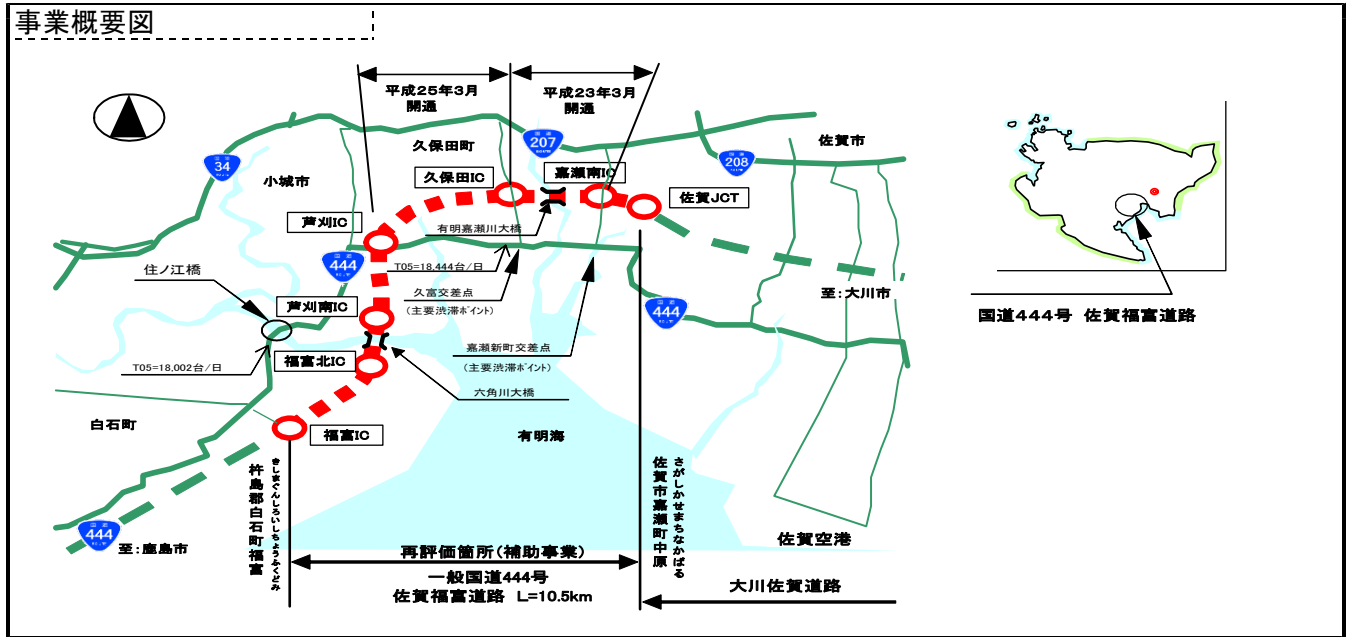 事業概要図
平成25年3月
開通
平成23年3月
開通
国道
207
国道
34
国道
208
佐賀市
久保田町
小城市
久保田IC
嘉瀬南IC
佐賀JCT
芦刈IC
有明嘉瀬川大橋
国道
444
T05=18,444台/日
久富交差点
(主要渋滞ポイント)
住ノ江橋
芦刈南IC
至:大川市
国道
444
福富北IC
嘉瀬新町交差点
(主要渋滞ポイント)
T05=18,002台/日
六角川大橋
白石町
福富IC
有明海
きしまぐんしろいしちょうふくどみ
杵島郡白石町福富
さがしかせまちなかばる
佐賀市嘉瀬町中原
国道
444
至:鹿島市
佐賀空港
再評価箇所(補助事業)
一般国道444号
佐賀福富道路 L=10.5km
大川佐賀道路
国道444号 佐賀福富道路